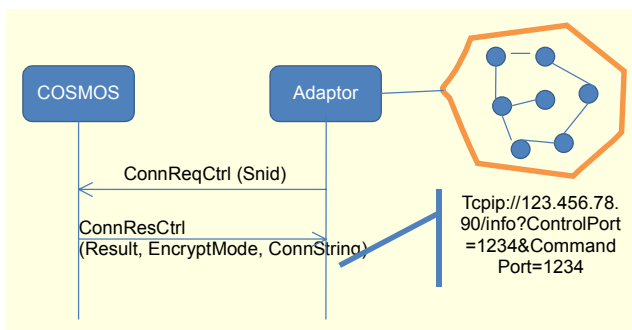 COSMOS
Adaptor
ConnReqCtrl (Snid)
ConnResCtrl
(Result, EncryptMode, ConnString)
Tcpip://123.456.78.
90/info?ControlPort
=1234&Command
Port=1234